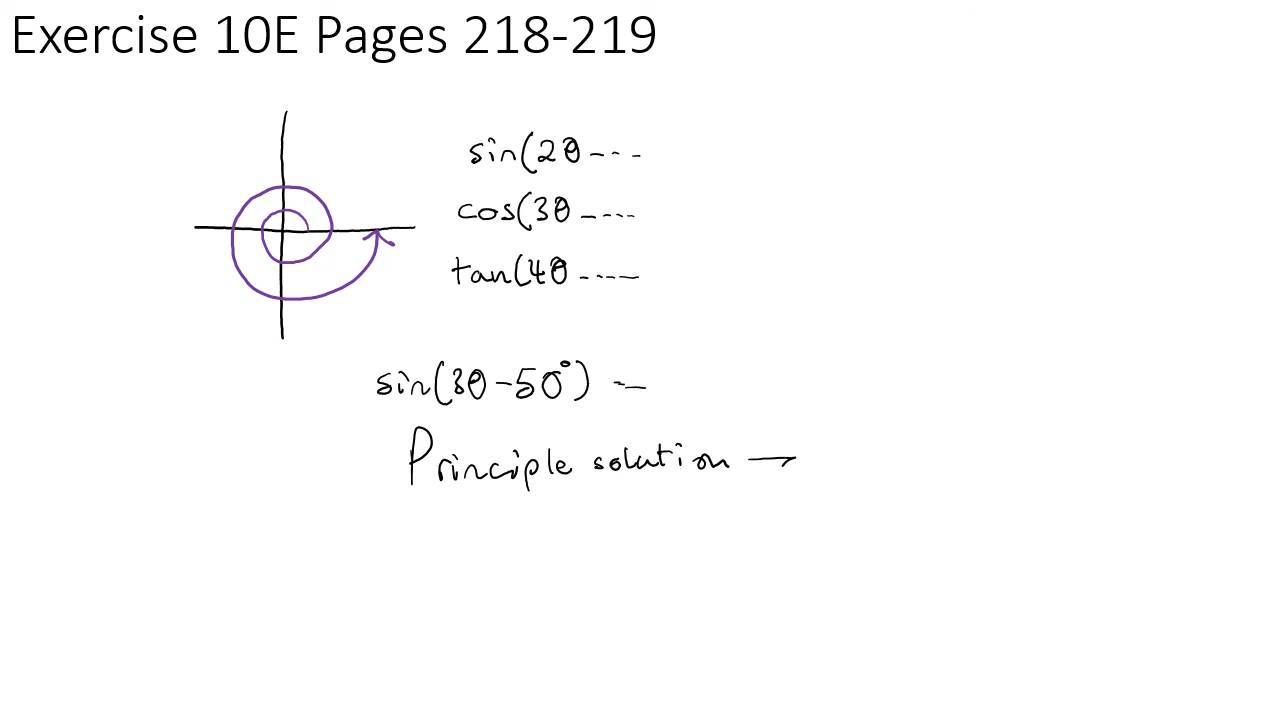 Exercise 10E Pages 218-219
sin(2θ - - - -
cos(3θ - - - - -
tan(4θ - - - - -
sin(3θ - 50°) - -
Principle solution →